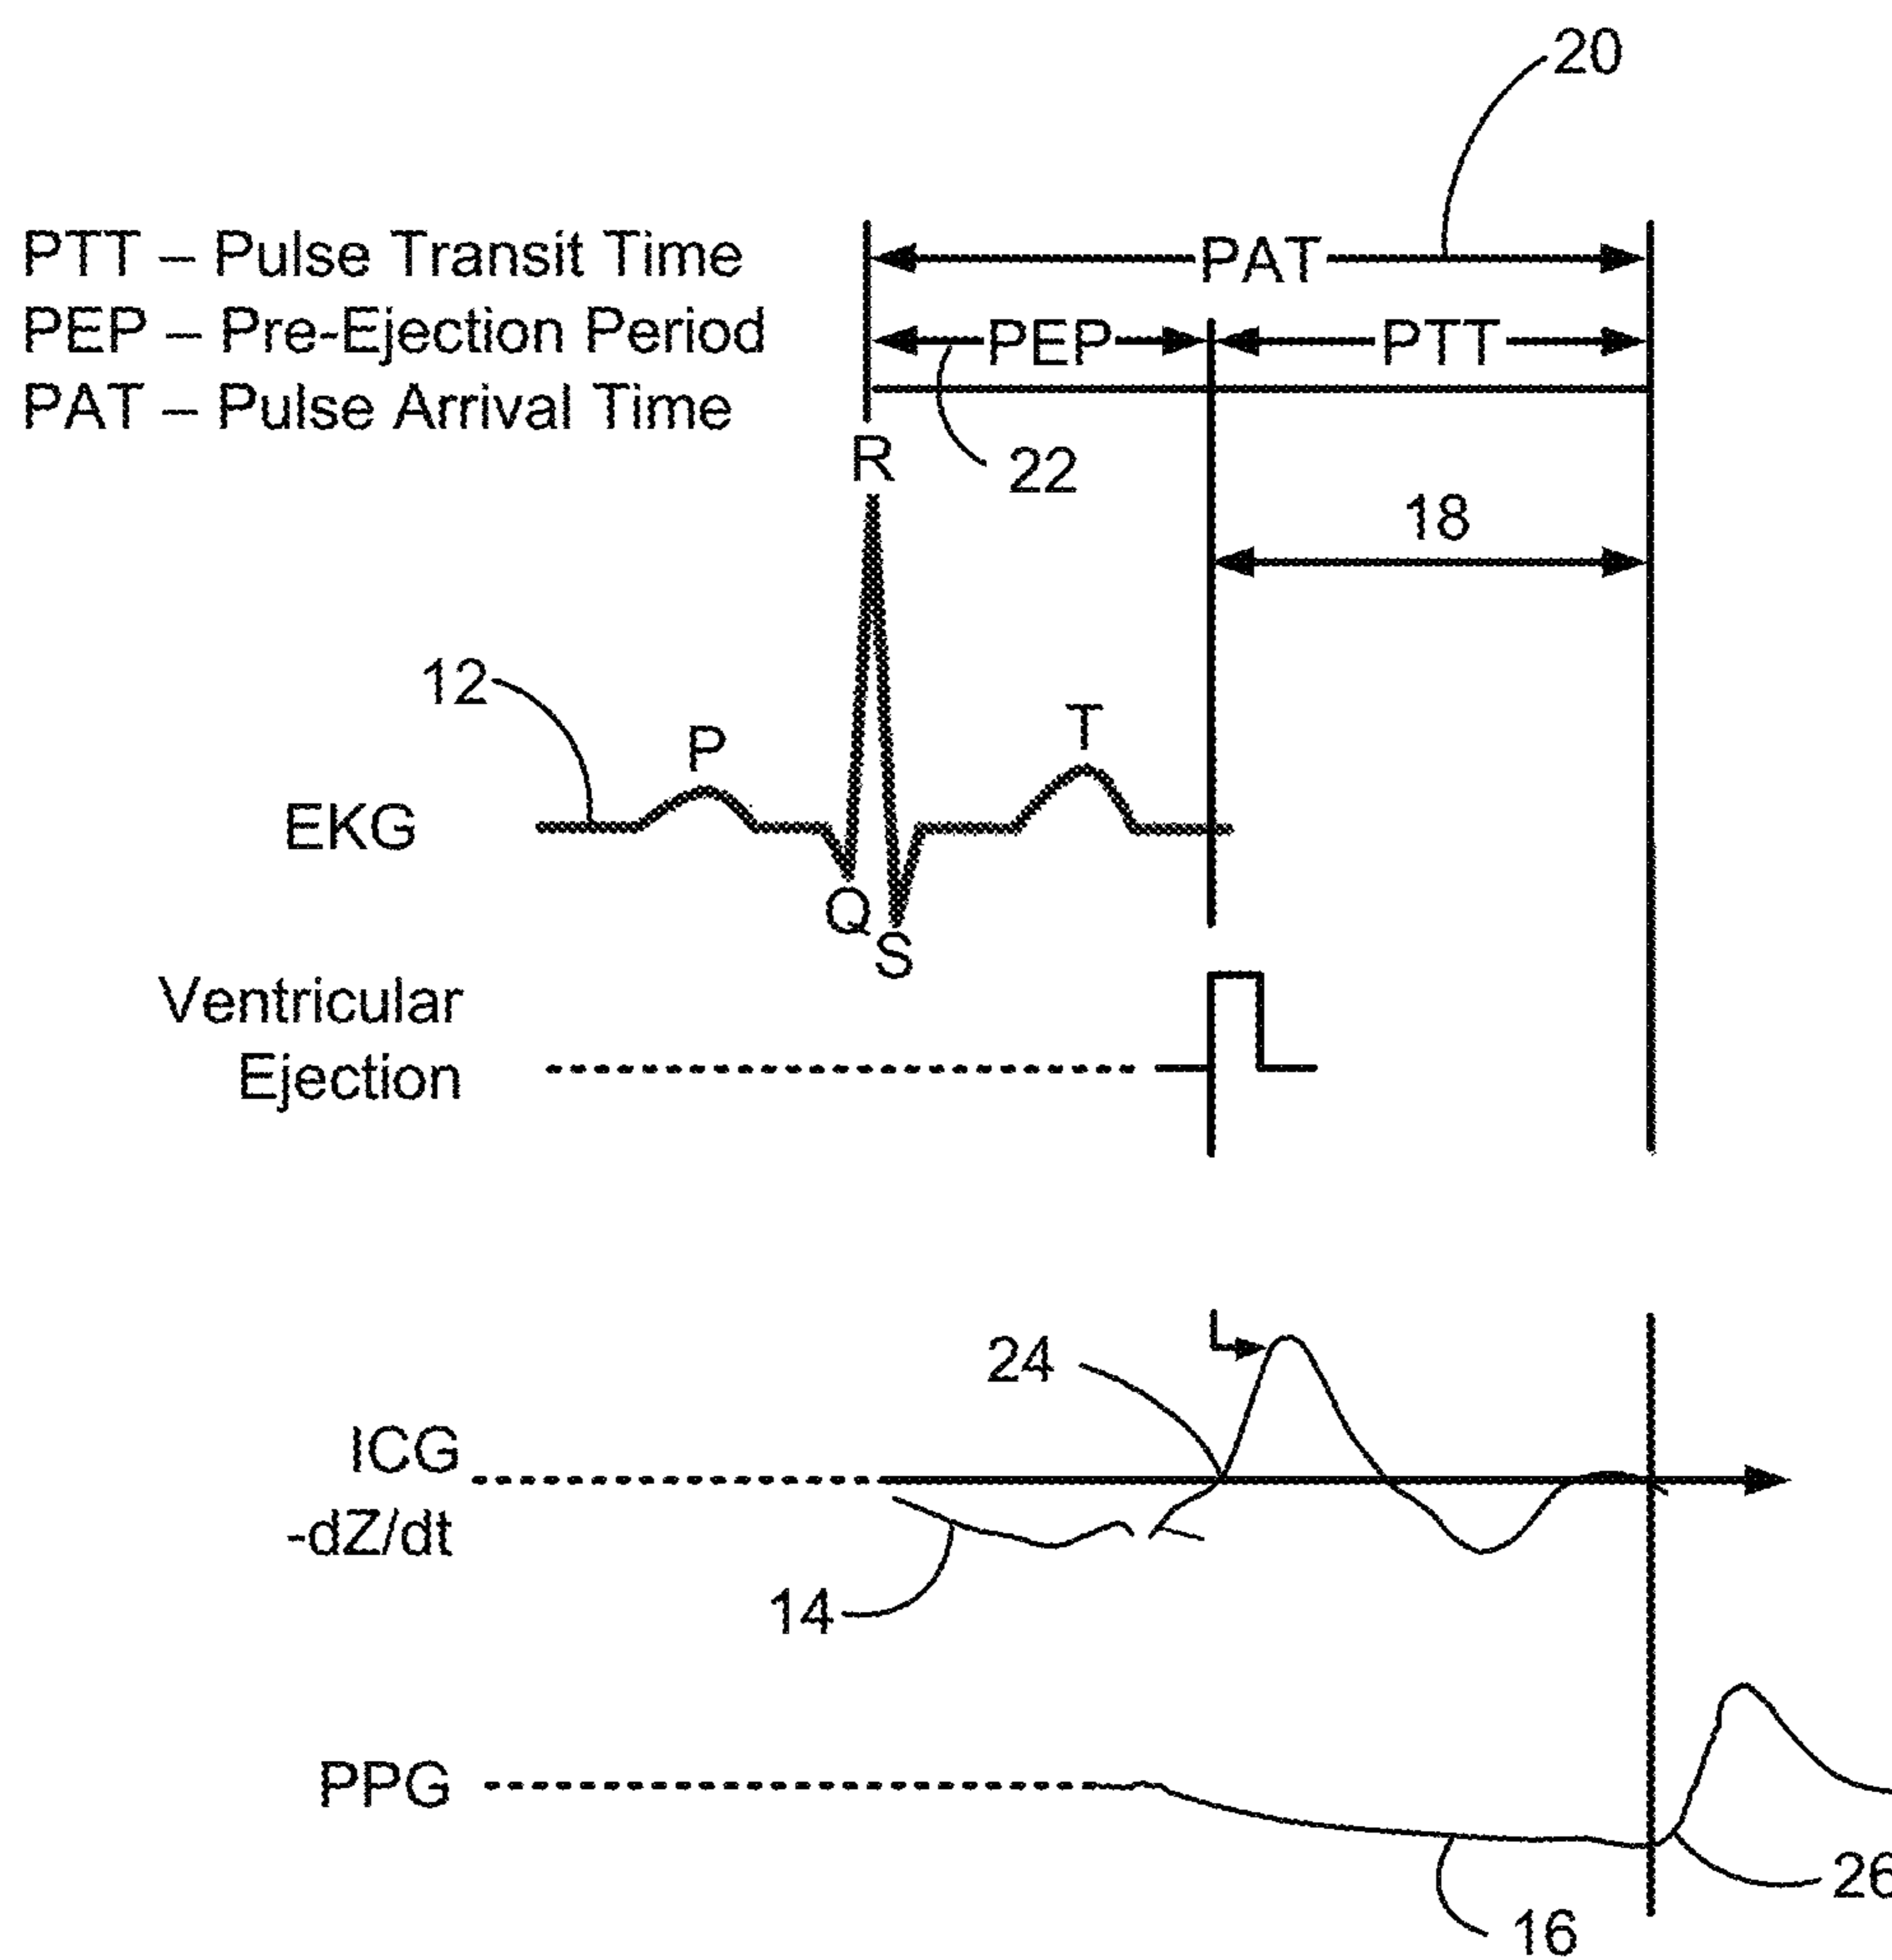 20
PTT – Pulse Transit Time
PEP – Pre-Ejection Period
PAT – Pulse Arrival Time
PAT
PEP
PTT
22
R
18
12
P
T
EKG
Q
S
Ventricular
Ejection
24
ICG
-dZ/dt
14
PPG
26
16